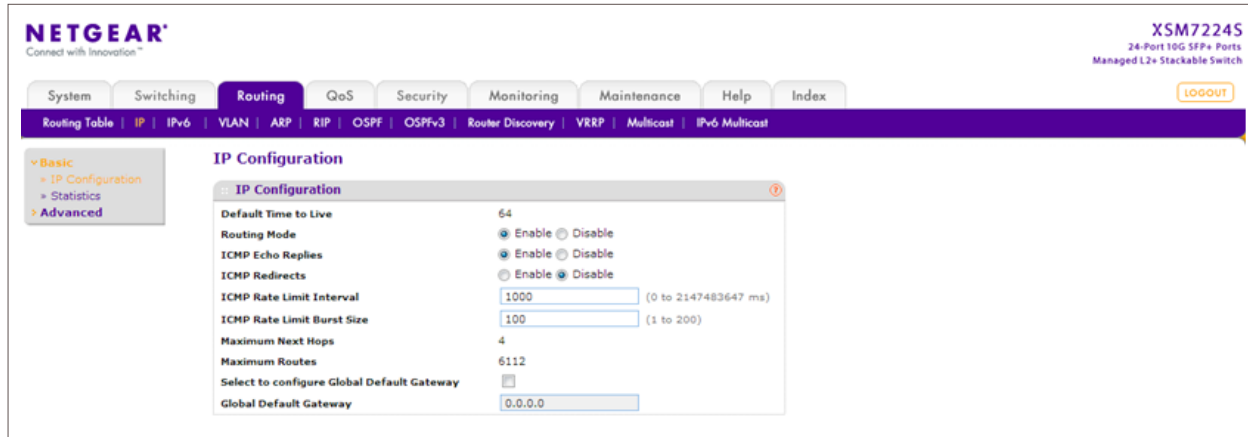 NETGEAR®
Connect with Innovation™
XSM7224S
24-Port 10G SFP+ Ports
Managed L2+ Stackable Switch
System Switching Routing QoS Security Monitoring Maintenance Help Index LOGOUT
Routing Table | IP | IPv6 | VLAN | ARP | RIP | OSPF | OSPFv3 | Router Discovery | VRRP | Multicast | IPv6 Multicast
Basic
» IP Configuration
» Statistics
Advanced
IP Configuration
IP Configuration ?
Default Time to Live 64
Routing Mode Enable Disable
ICMP Echo Replies Enable Disable
ICMP Redirects Enable Disable
ICMP Rate Limit Interval 1000 (0 to 2147483647 ms)
ICMP Rate Limit Burst Size 100 (1 to 200)
Maximum Next Hops 4
Maximum Routes 6112
Select to configure Global Default Gateway
Global Default Gateway 0.0.0.0